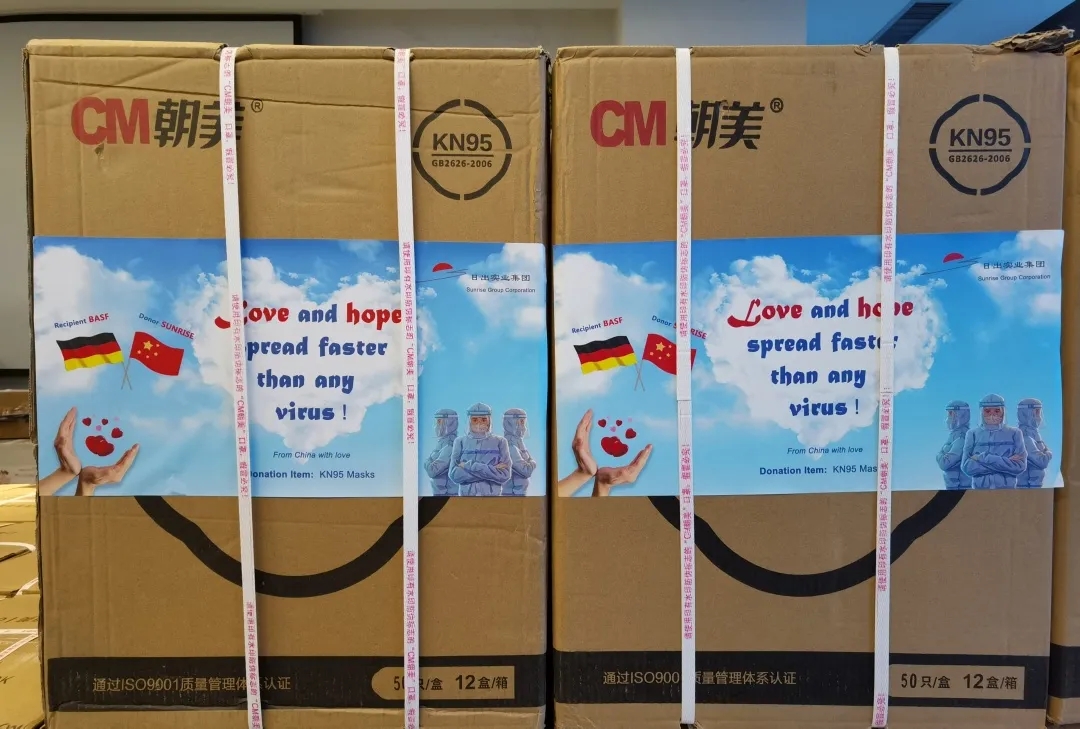 CM朝美®
KN95
GB2626-2006
日出实业集团
Sunrise Group Corporation
Recipient BASF
Donor SUNRISE
Love and hope
spread faster
than any
virus !
From China with love
Donation Item: KN95 Masks
通过ISO9001质量管理体系认证
50只/盒 12盒/箱
CM朝美®
KN95
GB2626-2006
日出实业集团
Sunrise Group Corporation
Recipient BASF
Donor SUNRISE
Love and hope
spread faster
than any
virus !
From China with love
Donation Item: KN95 Masks
通过ISO9001质量管理体系认证
50只/盒 12盒/箱